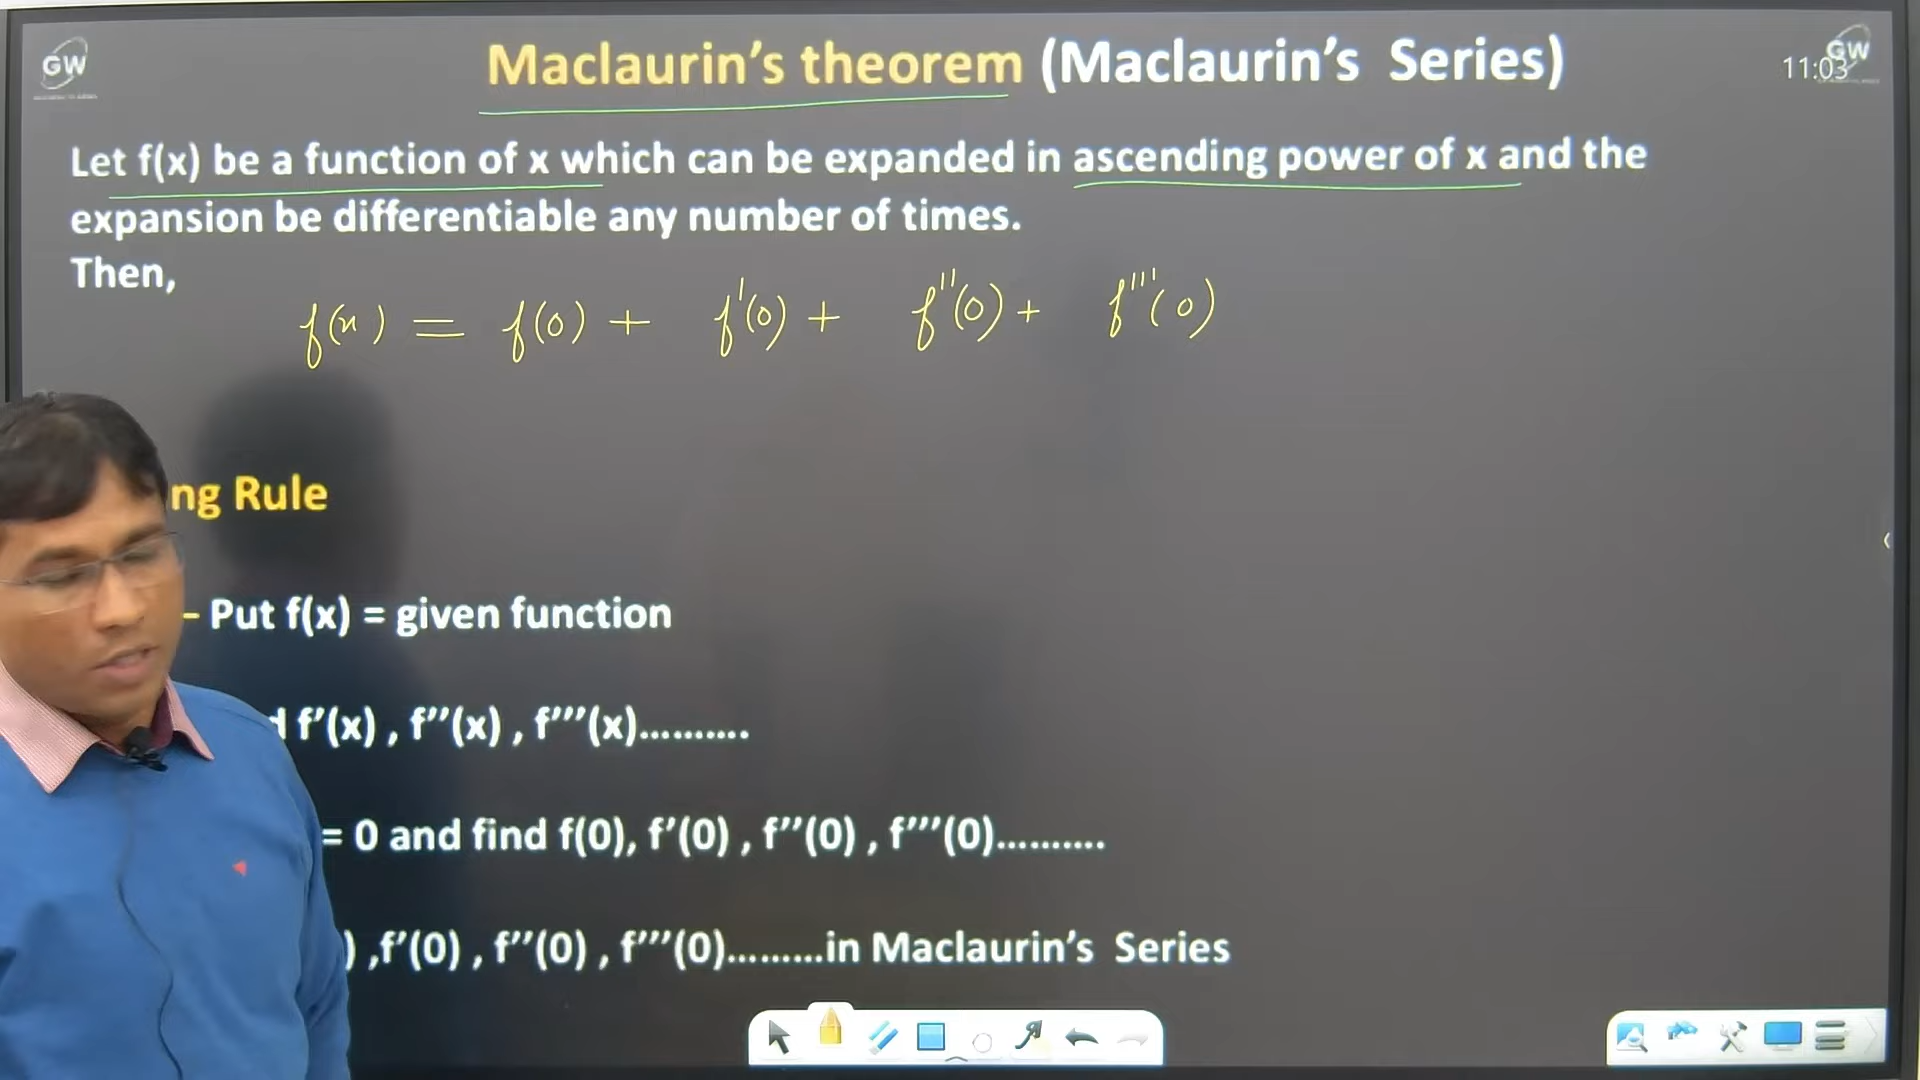 GW
Maclaurin’s theorem (Maclaurin’s Series)
11:03
GW
Let f(x) be a function of x which can be expanded in ascending power of x and the
expansion be differentiable any number of times.
Then,
f(x) = f(0) + f'(0) + f''(0) + f'''(0)
ng Rule
– Put f(x) = given function
f’(x) , f’’(x) , f’’’(x)..........
= 0 and find f(0), f’(0) , f’’(0) , f’’’(0)..........
) ,f’(0) , f’’(0) , f’’’(0).........in Maclaurin’s Series